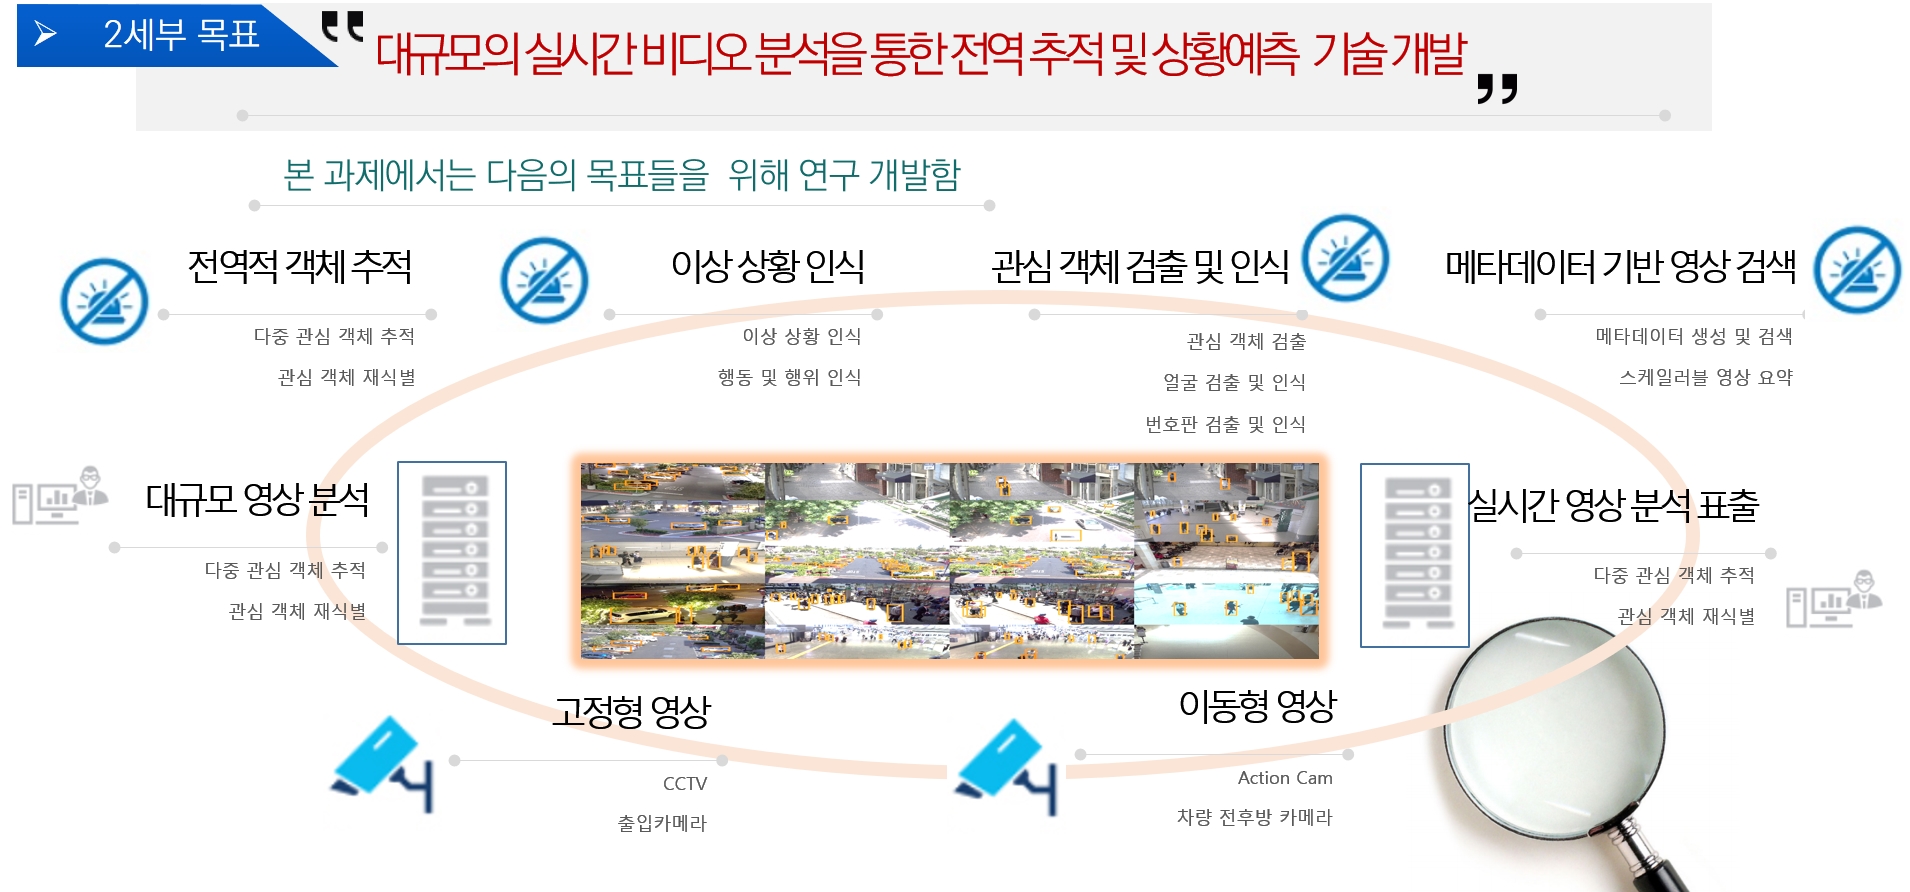 2세부 목표
❛❛ 대규모의 실시간 비디오 분석을 통한 전역 추적 및 상황예측 기술 개발 ❜❜
본 과제에서는 다음의 목표들을 위해 연구 개발함
전역적 객체 추적
다중 관심 객체 추적
관심 객체 재식별
이상 상황 인식
이상 상황 인식
행동 및 행위 인식
관심 객체 검출 및 인식
관심 객체 검출
얼굴 검출 및 인식
번호판 검출 및 인식
메타데이터 기반 영상 검색
메타데이터 생성 및 검색
스케일러블 영상 요약
대규모 영상 분석
다중 관심 객체 추적
관심 객체 재식별
실시간 영상 분석 표출
다중 관심 객체 추적
관심 객체 재식별
고정형 영상
CCTV
출입카메라
이동형 영상
Action Cam
차량 전후방 카메라